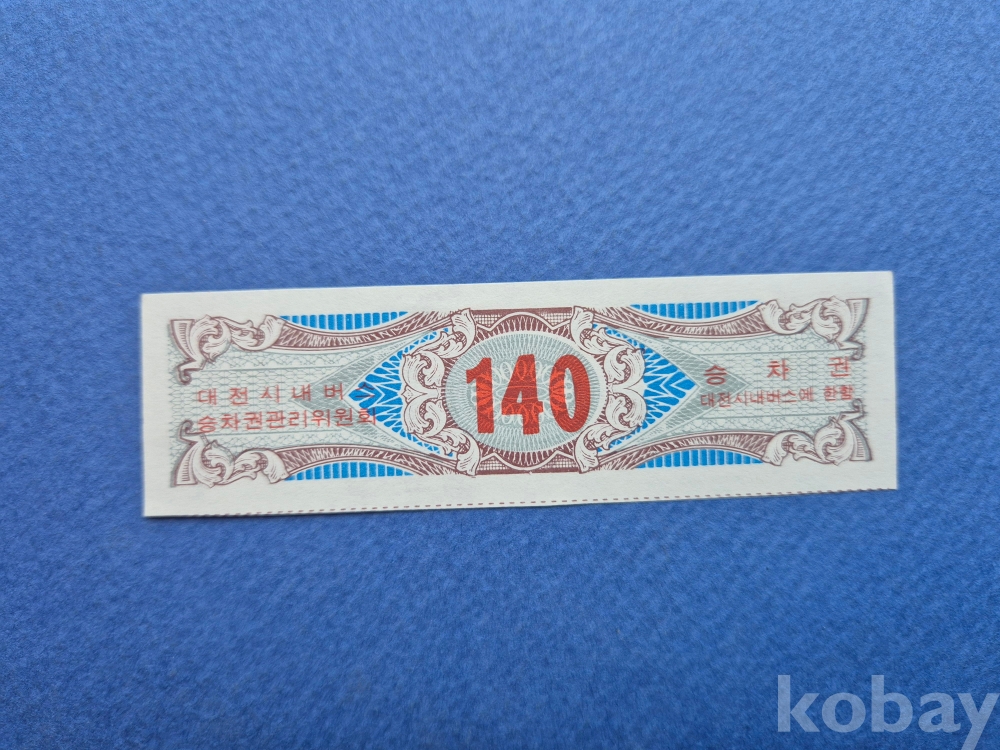 대전시내버스
승차권관리위원회
140
승차권
대전시내버스에 한함
kobay